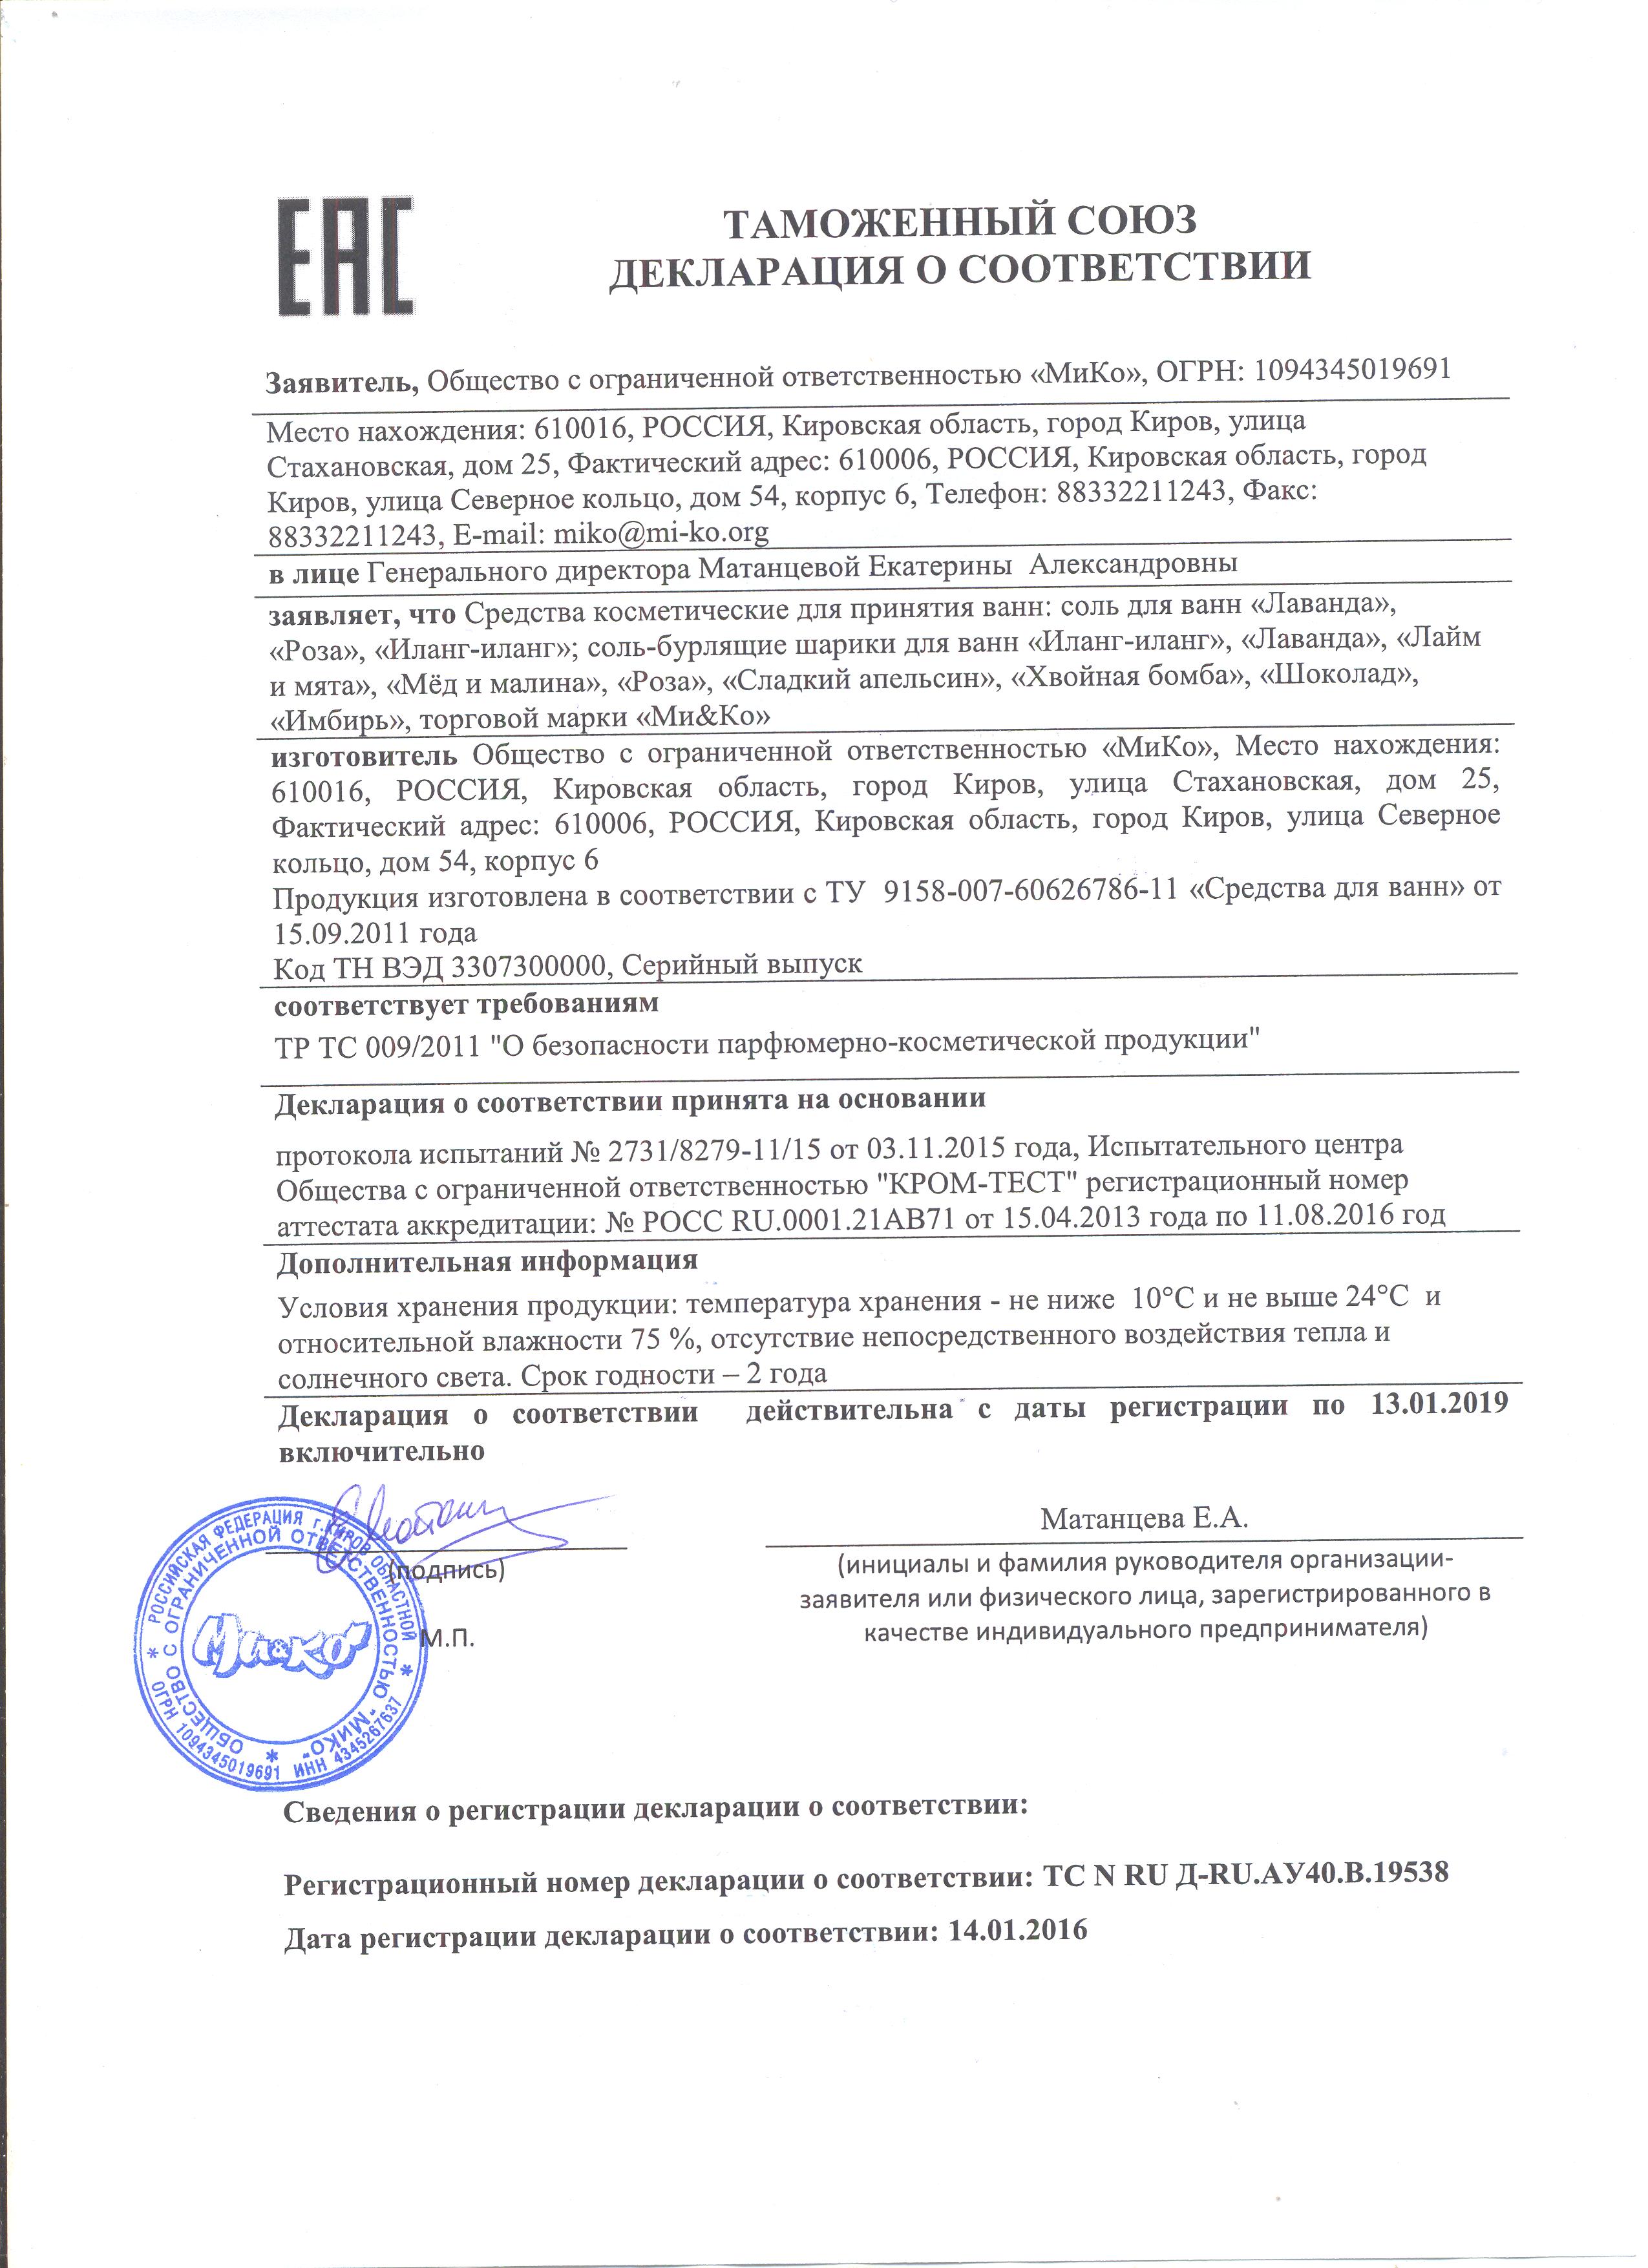 ЕАС
ТАМОЖЕННЫЙ СОЮЗ
ДЕКЛАРАЦИЯ О СООТВЕТСТВИИ
Заявитель, Общество с ограниченной ответственностью «МиКо», ОГРН: 1094345019691
Место нахождения: 610016, РОССИЯ, Кировская область, город Киров, улица
Стахановская, дом 25, Фактический адрес: 610006, РОССИЯ, Кировская область, город
Киров, улица Северное кольцо, дом 54, корпус 6, Телефон: 88332211243, Факс:
88332211243, E-mail: miko@mi-ko.org
в лице Генерального директора Матанцевой Екатерины Александровны
заявляет, что Средства косметические для принятия ванн: соль для ванн «Лаванда»,
«Роза», «Иланг-иланг»; соль-бурлящие шарики для ванн «Иланг-иланг», «Лаванда», «Лайм
и мята», «Мёд и малина», «Роза», «Сладкий апельсин», «Хвойная бомба», «Шоколад»,
«Имбирь», торговой марки «Ми&Ко»
изготовитель Общество с ограниченной ответственностью «МиКо», Место нахождения:
610016, РОССИЯ, Кировская область, город Киров, улица Стахановская, дом 25,
Фактический адрес: 610006, РОССИЯ, Кировская область, город Киров, улица Северное
кольцо, дом 54, корпус 6
Продукция изготовлена в соответствии с ТУ 9158-007-60626786-11 «Средства для ванн» от
15.09.2011 года
Код ТН ВЭД 3307300000, Серийный выпуск
соответствует требованиям
ТР ТС 009/2011 "О безопасности парфюмерно-косметической продукции"
Декларация о соответствии принята на основании
протокола испытаний № 2731/8279-11/15 от 03.11.2015 года, Испытательного центра
Общества с ограниченной ответственностью "КРОМ-ТЕСТ" регистрационный номер
аттестата аккредитации: № РОСС RU.0001.21АВ71 от 15.04.2013 года по 11.08.2016 год
Дополнительная информация
Условия хранения продукции: температура хранения - не ниже 10°С и не выше 24°С и
относительной влажности 75 %, отсутствие непосредственного воздействия тепла и
солнечного света. Срок годности – 2 года
Декларация о соответствии действительна с даты регистрации по 13.01.2019
включительно
Матанцева Е.А.
(подпись)
(инициалы и фамилия руководителя организации-
заявителя или физического лица, зарегистрированного в
качестве индивидуального предпринимателя)
М.П.
* РОССИЙСКАЯ ФЕДЕРАЦИЯ г.КИРОВ ОБЛАСТНОЙ *
ОГРН 1094345019691 ИНН 4345267637
ОБЩЕСТВО С ОГРАНИЧЕННОЙ ОТВЕТСТВЕННОСТЬЮ "МИКО" *
Ми&Ко
Сведения о регистрации декларации о соответствии:
Регистрационный номер декларации о соответствии: ТС N RU Д-RU.АУ40.В.19538
Дата регистрации декларации о соответствии: 14.01.2016